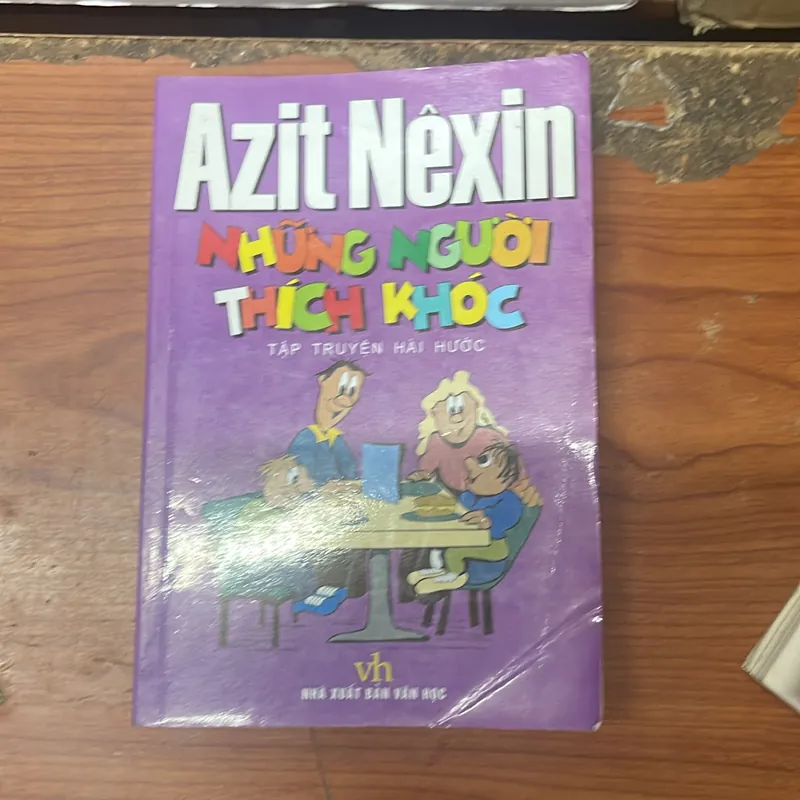 Azit Nêxin
NHỮNG NGƯỜI
THÍCH KHÓC
TẬP TRUYỆN HÀI HƯỚC
vh
NHÀ XUẤT BẢN VĂN HỌC